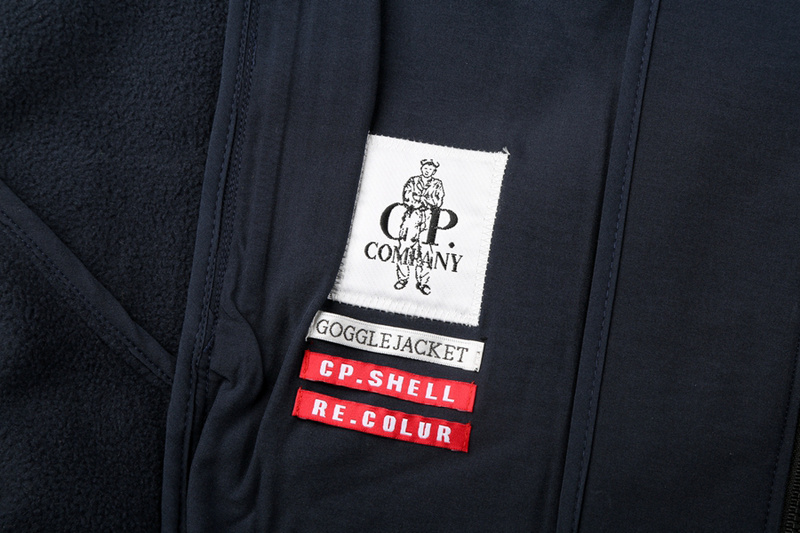 C.P.
COMPANY
GOGGLEJACKET
CP.SHELL
RE.COLUR